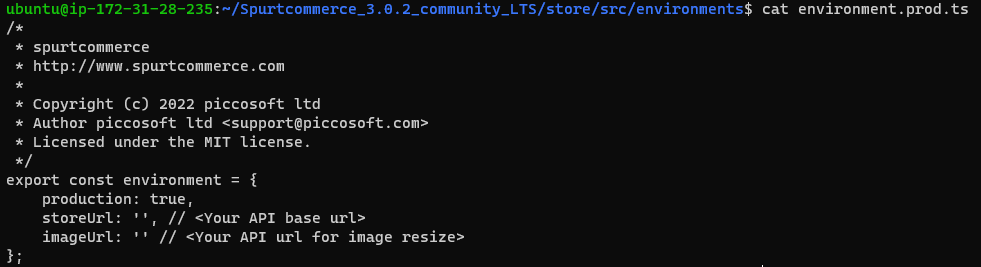 ubuntu@ip-172-31-28-235:~/Spurtcommerce_3.0.2_community_LTS/store/src/environments$ cat environment.prod.ts
/*
 * spurtcommerce
 * http://www.spurtcommerce.com
 *
 * Copyright (c) 2022 piccosoft ltd
 * Author piccosoft ltd <support@piccosoft.com>
 * Licensed under the MIT license.
 */
export const environment = {
    production: true,
    storeUrl: '', // <Your API base url>
    imageUrl: '' // <Your API url for image resize>
};